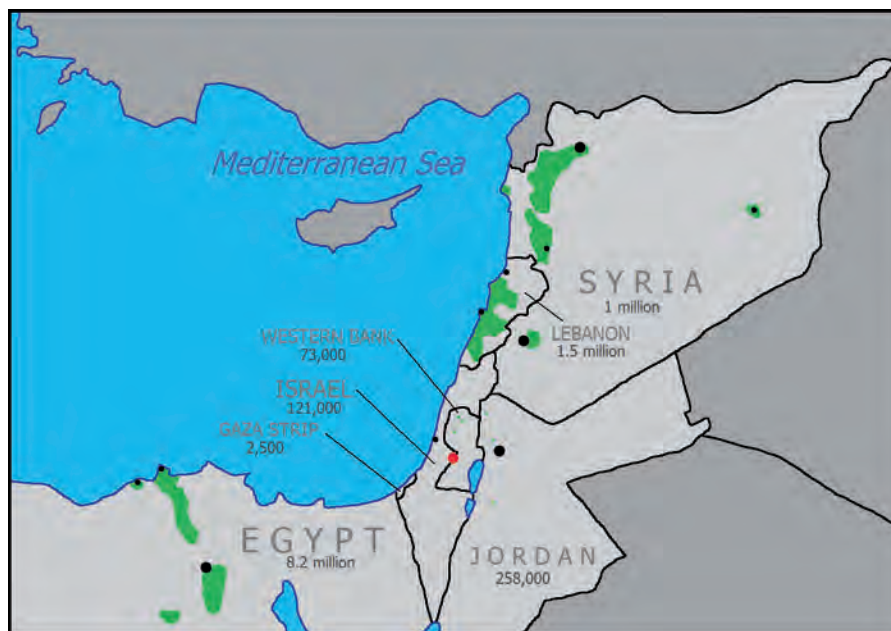 Mediterranean Sea
SYRIA
1 million
LEBANON
1.5 million
WESTERN BANK
73,000
ISRAEL
121,000
GAZA STRIP
2,500
EGYPT
8.2 million
JORDAN
258,000